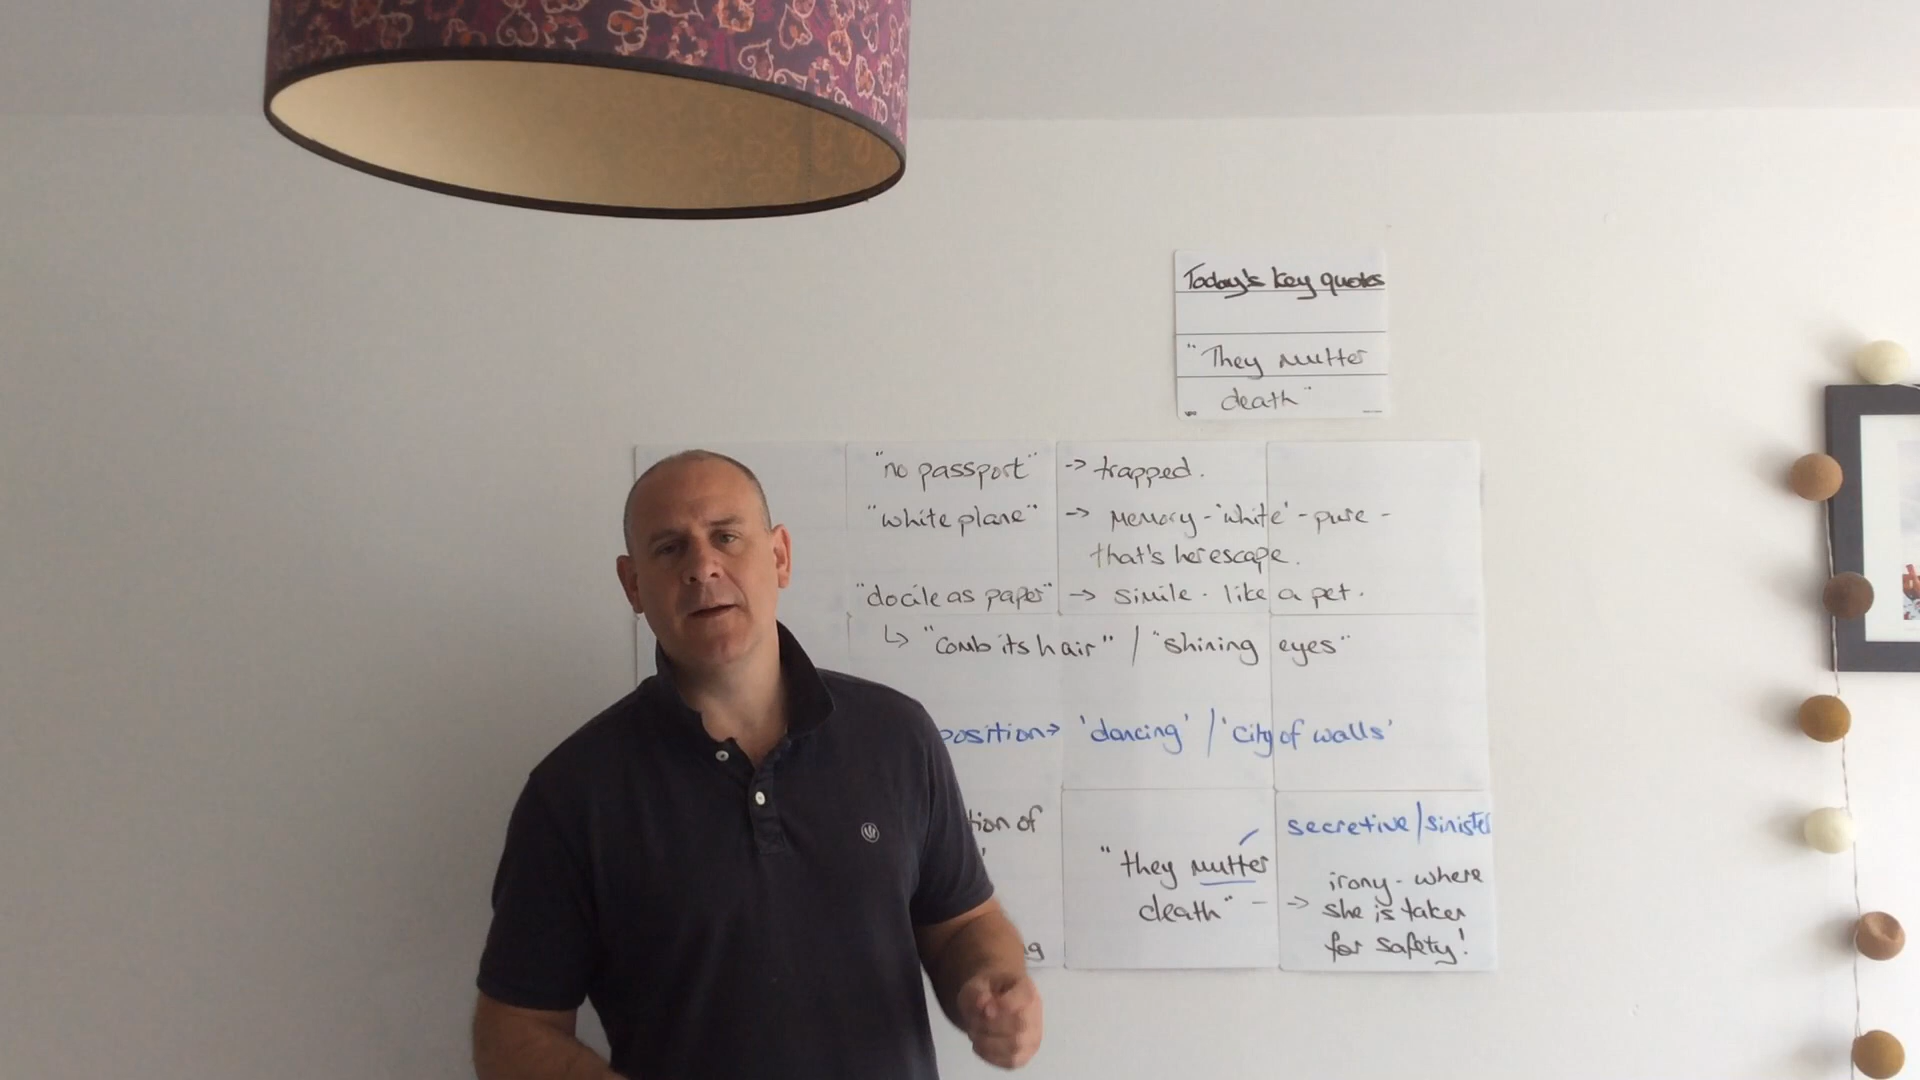 Today's key quotes
"They mutter
death"
"no passport" -> trapped.
"white plane" -> Memory - 'white' - pure -
that's her escape.
"docile as paper" -> simile. like a pet.
↳ "comb its hair" / "shining eyes"
position -> 'dancing' / 'city of walls'
tion of
secretive/sinister
"they mutter
death" -
-> irony - where
she is taken
for safety!